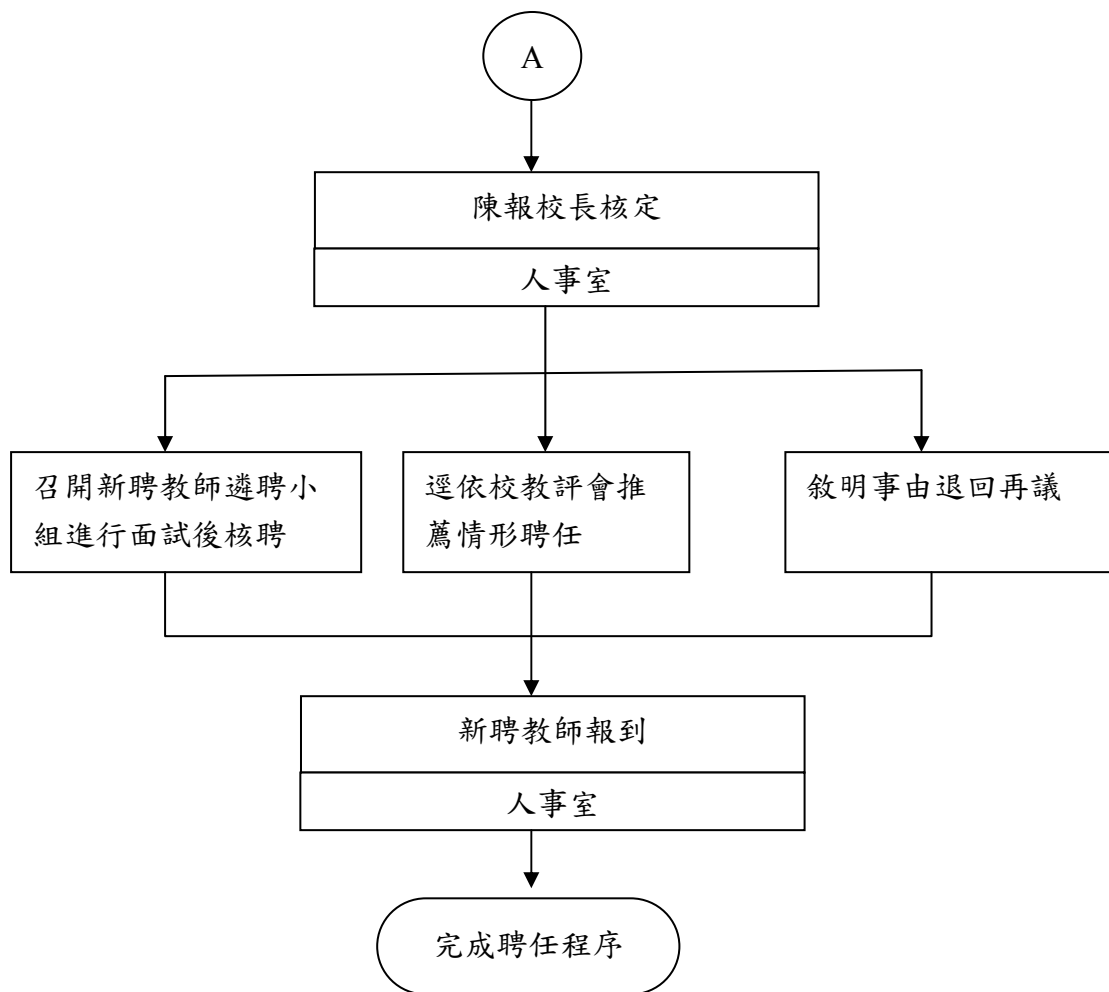 A
陳報校長核定
人事室
召開新聘教師遴聘小
組進行面試後核聘
逕依校教評會推
薦情形聘任
敘明事由退回再議
新聘教師報到
人事室
完成聘任程序